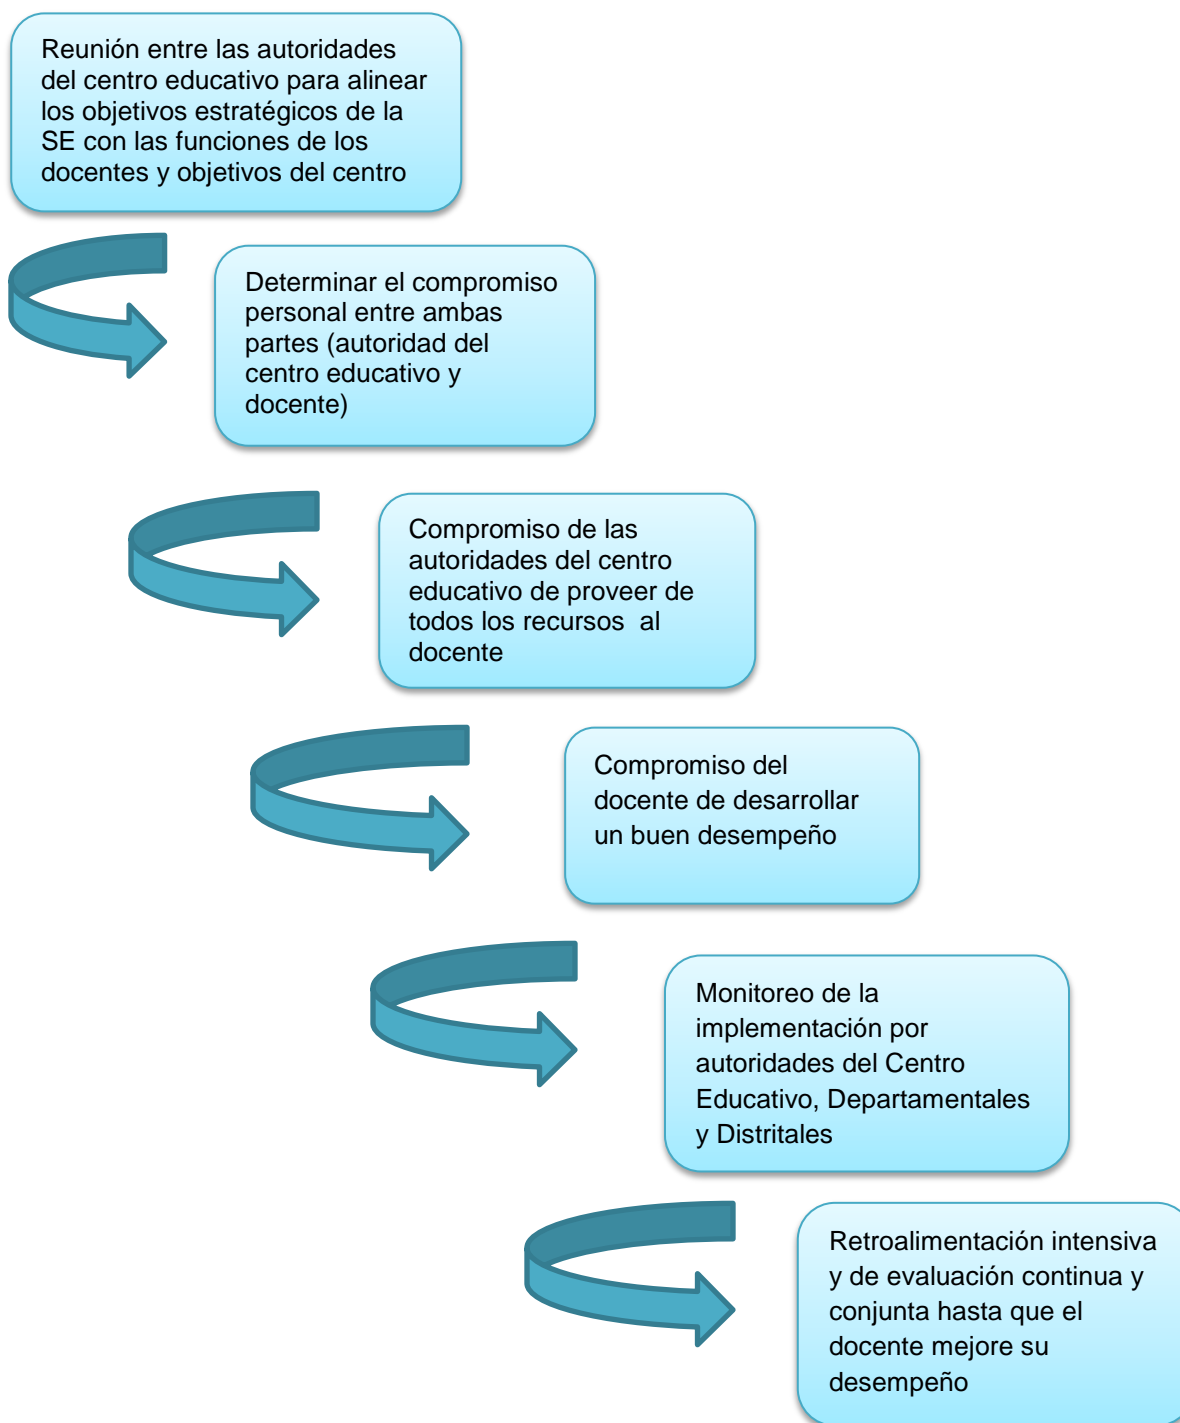 Reunión entre las autoridades
del centro educativo para alinear
los objetivos estratégicos de la
SE con las funciones de los
docentes y objetivos del centro
Determinar el compromiso
personal entre ambas
partes (autoridad del
centro educativo y
docente)
Compromiso de las
autoridades del centro
educativo de proveer de
todos los recursos  al
docente
Compromiso del
docente de desarrollar
un buen desempeño
Monitoreo de la
implementación por
autoridades del Centro
Educativo, Departamentales
y Distritales
Retroalimentación intensiva
y de evaluación continua y
conjunta hasta que el
docente mejore su
desempeño